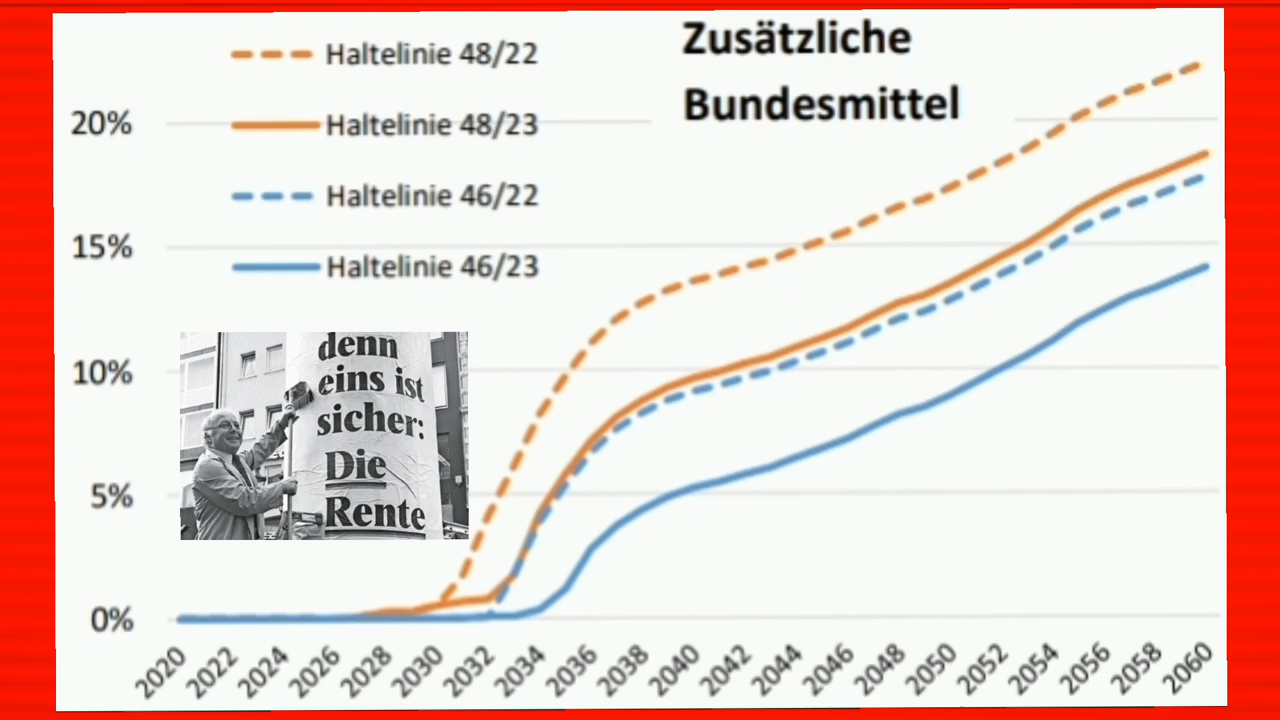 Zusätzliche
Bundesmittel
Haltelinie 48/22
Haltelinie 48/23
Haltelinie 46/22
Haltelinie 46/23
20%
15%
10%
5%
0%
denn
eins ist
sicher:
Die
Rente
2020
2022
2024
2026
2028
2030
2032
2034
2036
2038
2040
2042
2044
2046
2048
2050
2052
2054
2056
2058
2060